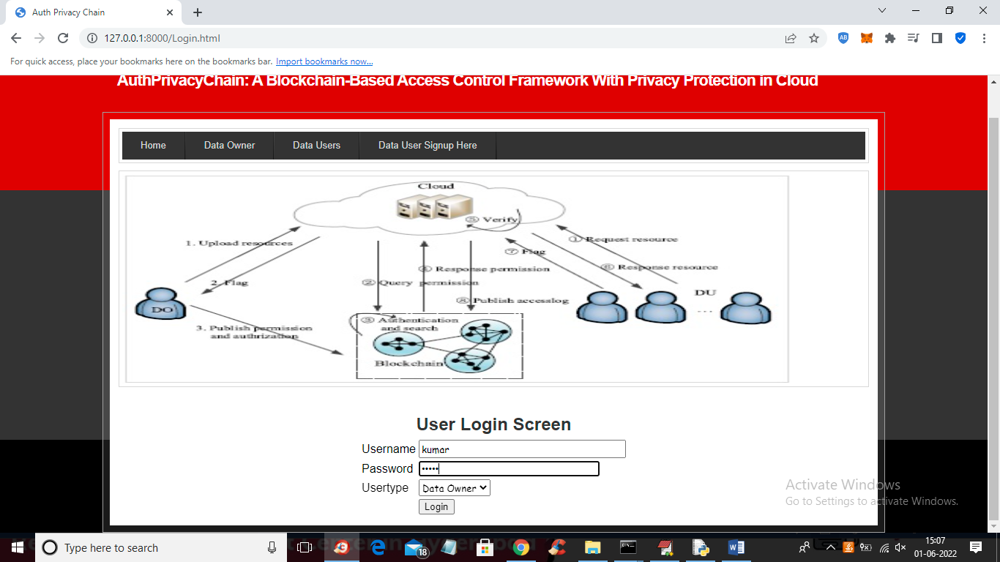 Auth Privacy Chain
127.0.0.1:8000/Login.html
For quick access, place your bookmarks here on the bookmarks bar. Import bookmarks now...
AuthPrivacyChain: A Blockchain-Based Access Control Framework With Privacy Protection in Cloud
Home Data Owner Data Users Data User Signup Here
Cloud
⑤ Verify
1. Upload resources
① Request resource
⑦ Flag
⑥ Response resource
Response permission
2. Flag
② Query permission
DU
⑧ Publish accesslog
DO
...
③ Authentication
and search
3. Publish permission
and authrization
Blockchain
User Login Screen
Username kumar
Password •••••
Usertype Data Owner
Login
Activate Windows
Go to Settings to activate Windows.
Type here to search
18
15:07
01-06-2022